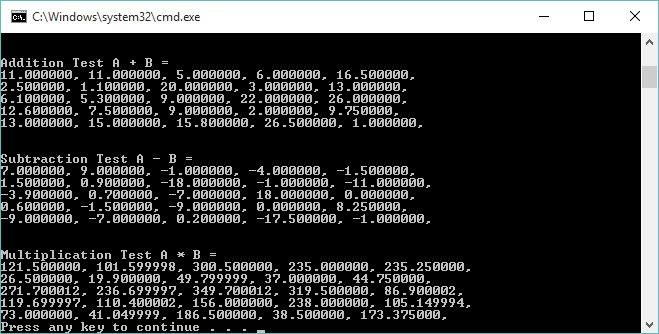 C:\Windows\system32\cmd.exe
Addition Test A + B =
11.000000, 11.000000, 5.000000, 6.000000, 16.500000,
2.500000, 1.100000, 20.000000, 3.000000, 13.000000,
6.100000, 5.300000, 9.000000, 22.000000, 26.000000,
12.600000, 7.500000, 9.000000, 2.000000, 9.750000,
13.000000, 15.000000, 15.800000, 26.500000, 1.000000,
Subtraction Test A - B =
7.000000, 9.000000, -1.000000, -4.000000, -1.500000,
1.500000, 0.900000, -18.000000, -1.000000, -11.000000,
-3.900000, 0.700000, -7.000000, 18.000000, 0.000000,
0.600000, -1.500000, -9.000000, 0.000000, 8.250000,
-9.000000, -7.000000, 0.200000, -17.500000, -1.000000,
Multiplication Test A * B =
121.500000, 101.599998, 300.500000, 235.000000, 235.250000,
26.500000, 19.900000, 49.799999, 37.000000, 44.750000,
271.700012, 236.699997, 349.700012, 319.500000, 86.900002,
119.699997, 110.400002, 156.000000, 238.000000, 105.149994,
73.000000, 41.049999, 186.500000, 38.500000, 173.375000,
Press any key to continue . . .